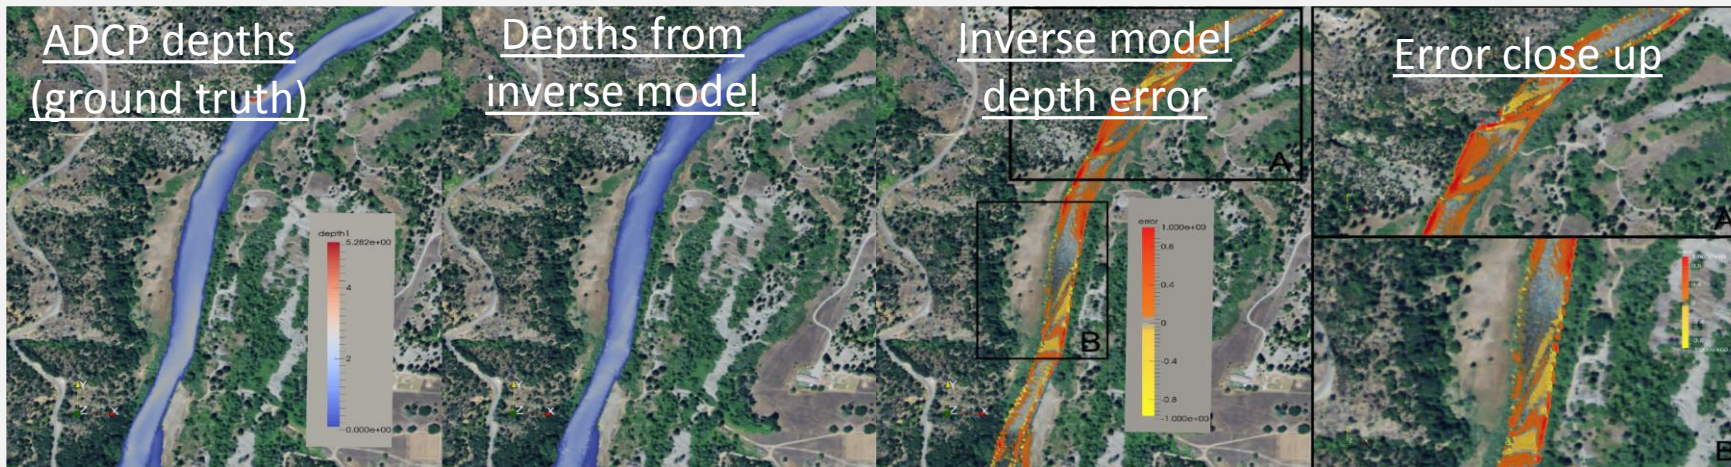 ADCP depths
(ground truth)
depth1
5.282e+00
4
2
0.000e+00
Y
Z X
Depths from
inverse model
Y
Z X
Inverse model
depth error
A
B
error
1.000e+00
0.8
0.4
0
-0.4
-0.8
-1.000e+00
Y
Z X
Error close up
A